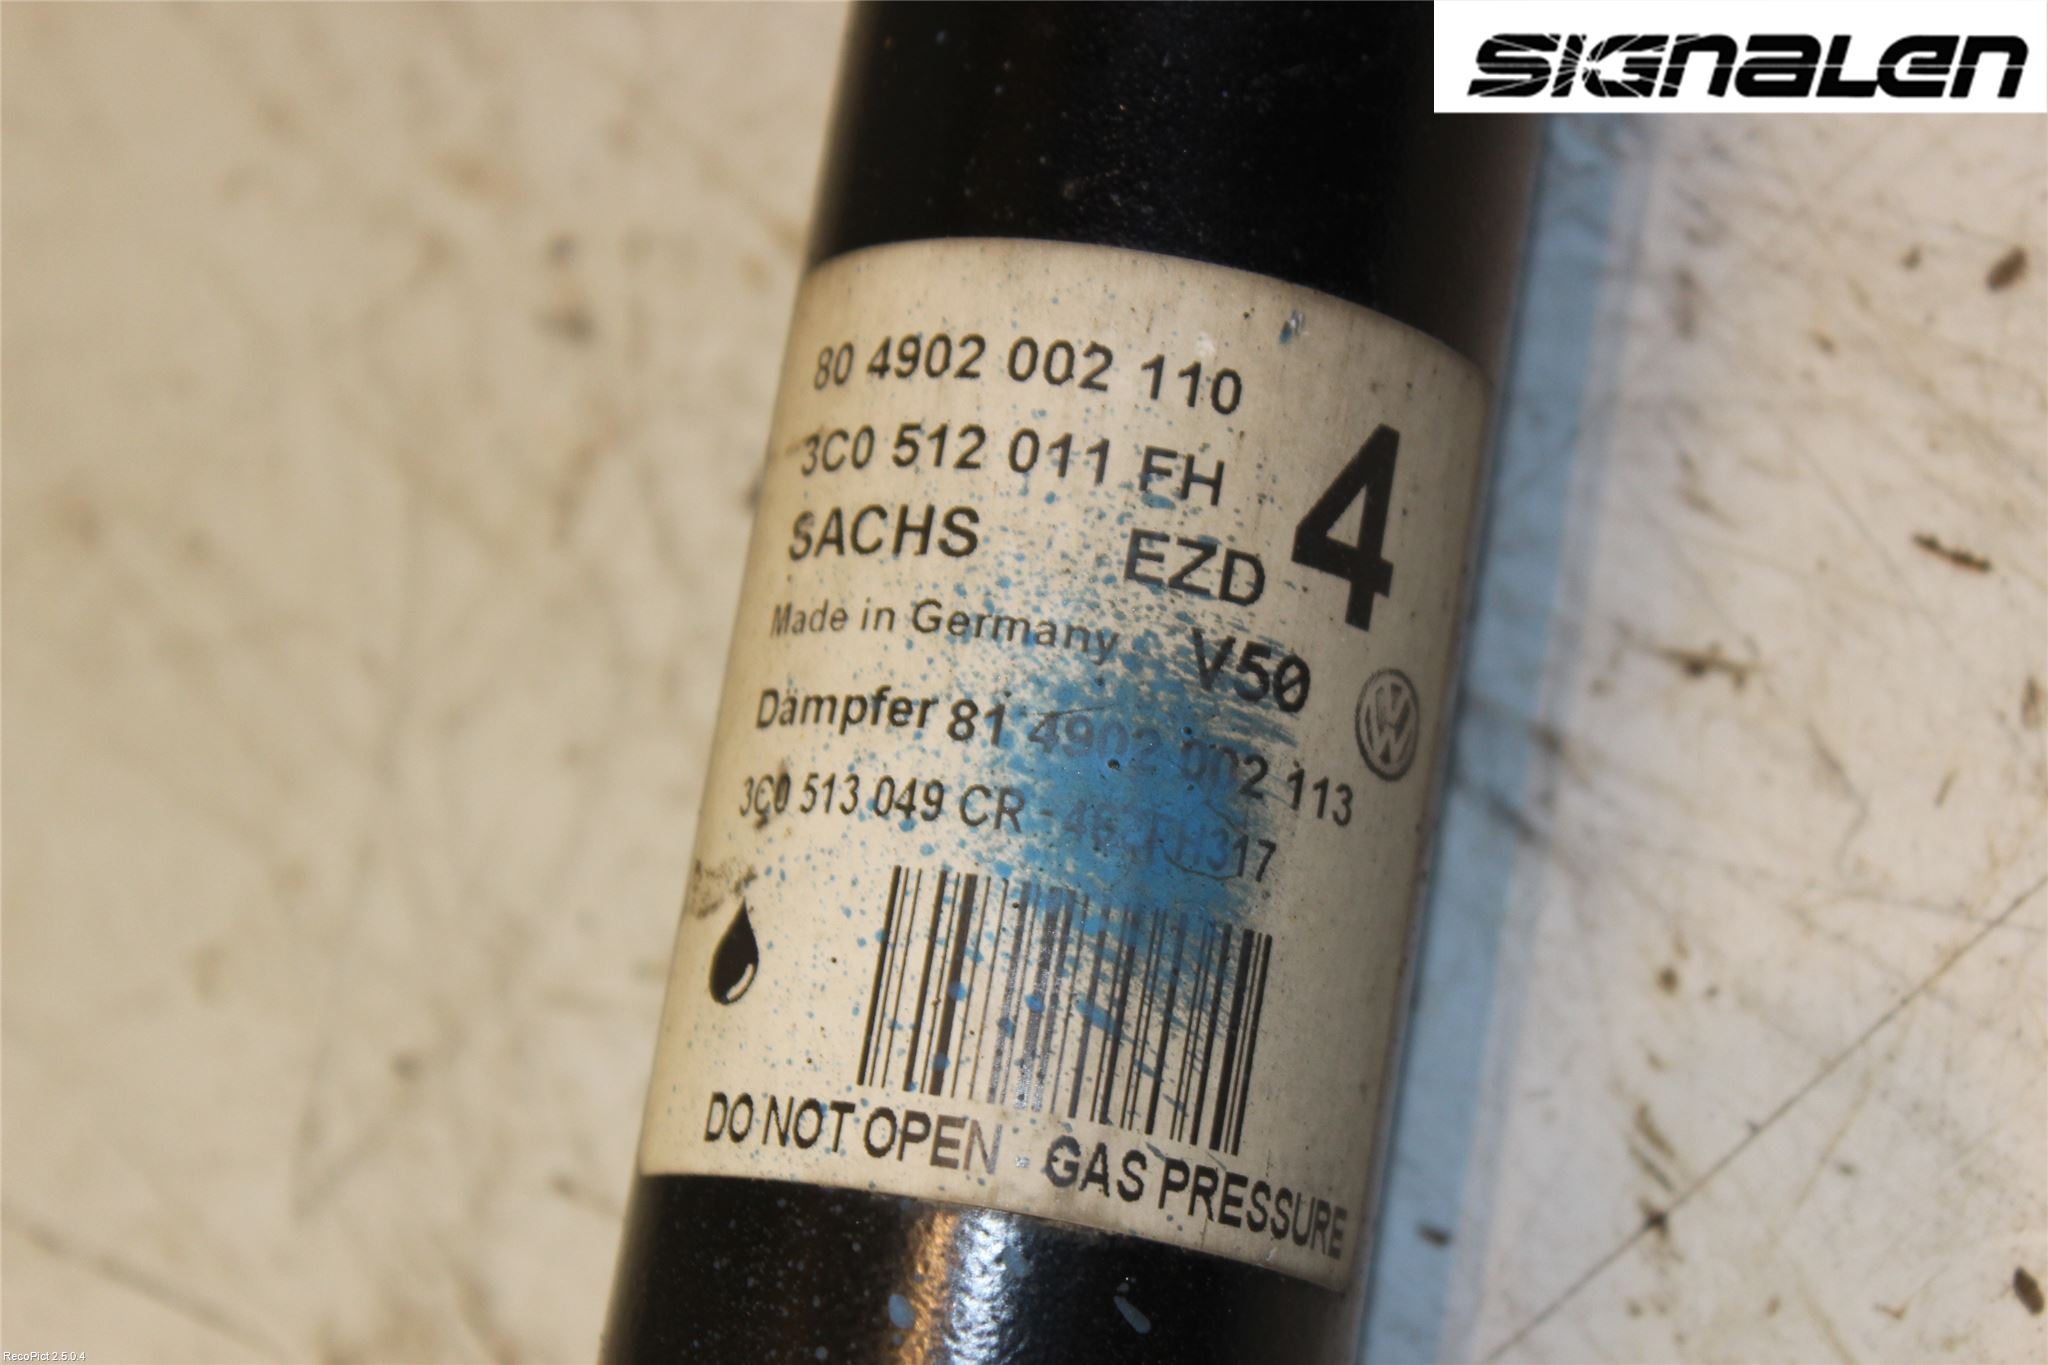 SIGNALEN
80 4902 002 110
3C0 512 011 FH
4
SACHS EZD
Made in Germany V50
Dämpfer 81 4902 002 113
3C0 513 049 CR
DO NOT OPEN - GAS PRESSURE
RecoPict 2.5.0.4